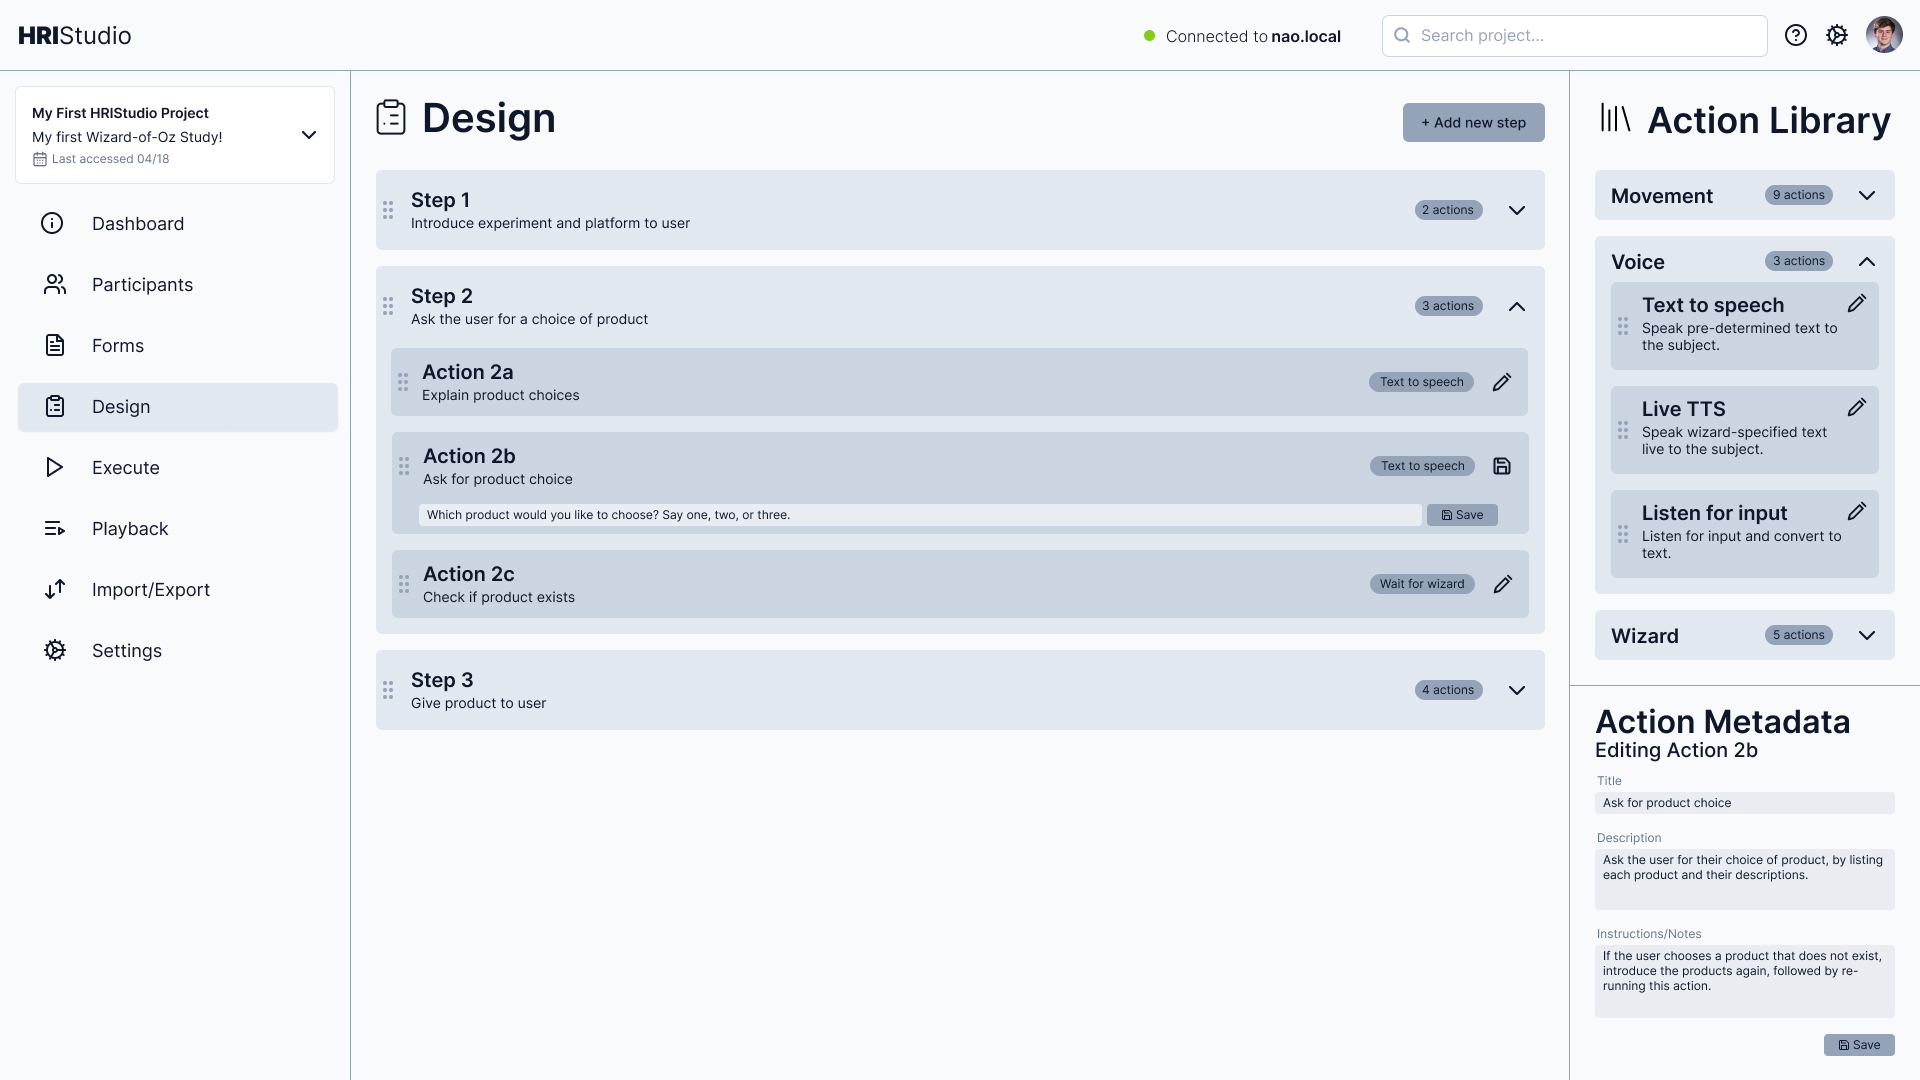 HRIStudio
Connected to nao.local
Search project...
My First HRIStudio Project
My first Wizard-of-Oz Study!
Last accessed 04/18
Dashboard
Participants
Forms
Design
Execute
Playback
Import/Export
Settings
Design
+ Add new step
Step 1
Introduce experiment and platform to user
2 actions
Step 2
Ask the user for a choice of product
3 actions
Action 2a
Explain product choices
Text to speech
Action 2b
Ask for product choice
Text to speech
Which product would you like to choose? Say one, two, or three.
Save
Action 2c
Check if product exists
Wait for wizard
Step 3
Give product to user
4 actions
Action Library
Movement
9 actions
Voice
3 actions
Text to speech
Speak pre-determined text to
the subject.
Live TTS
Speak wizard-specified text
live to the subject.
Listen for input
Listen for input and convert to
text.
Wizard
5 actions
Action Metadata
Editing Action 2b
Title
Ask for product choice
Description
Ask the user for their choice of product, by listing
each product and their descriptions.
Instructions/Notes
If the user chooses a product that does not exist,
introduce the products again, followed by re-
running this action.
Save